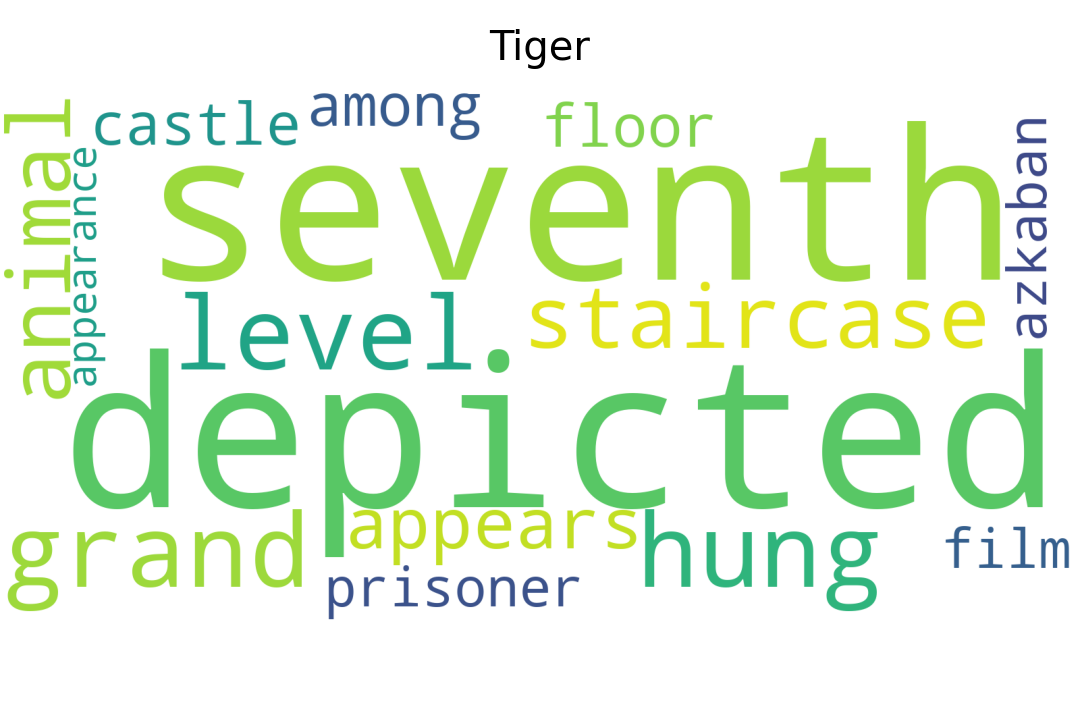 Tiger
castle
among
floor
animal
appearance
seventh
azkaban
level
staircase
depicted
grand
appears
hung
film
prisoner